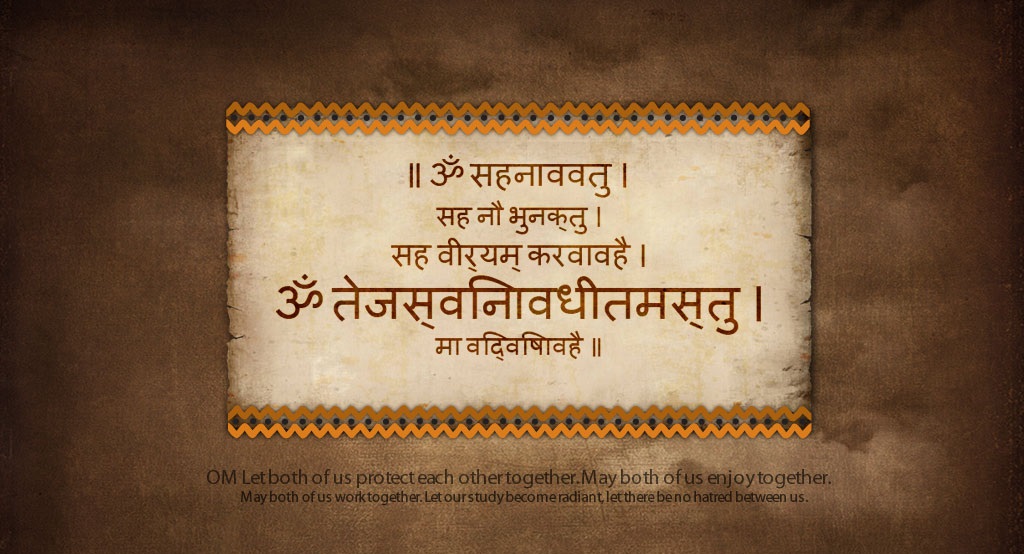 ॥ ॐ सहनाववतु ।
सह नौ भुनक्‌तु ।
सह वीर्‌यम् करवावहै ।
ॐ तेजस्‌वनिावधीतमस्‌तु ।
मा वद्‌विषिावहै ॥
OM Let both of us protect each other together. May both of us enjoy together.
May both of us work together. Let our study become radiant, let there be no hatred between us.